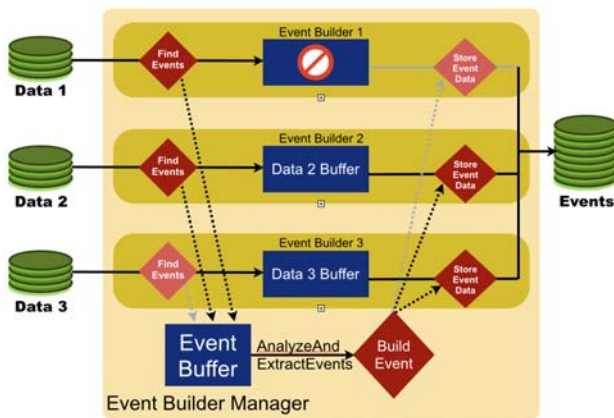 Event Builder 1
Find
Events
Store
Event
Data
Data 1
Event Builder 2
Find
Events
Data 2 Buffer
Store
Event
Data
Data 2
Events
Event Builder 3
Find
Events
Data 3 Buffer
Store
Event
Data
Data 3
Event
Buffer
AnalyzeAnd
ExtractEvents
Build
Event
Event Builder Manager